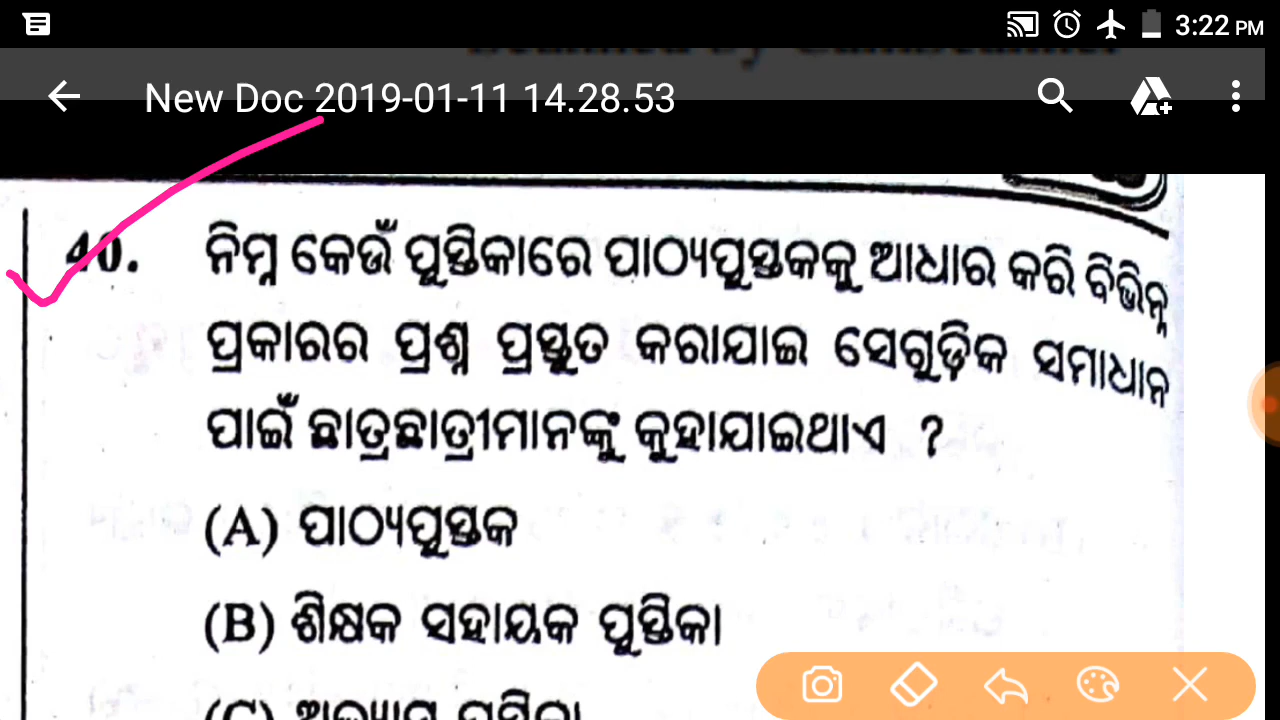 3:22 PM
New Doc 2019-01-11 14.28.53
40. ନିମ୍ନ କେଉଁ ପୁସ୍ତିକାରେ ପାଠ୍ୟପୁସ୍ତକକୁ ଆଧାର କରି ବିଭିନ୍ନ
ପ୍ରକାରର ପ୍ରଶ୍ନ ପ୍ରସ୍ତୁତ କରାଯାଇ ସେଗୁଡ଼ିକ ସମାଧାନ
ପାଇଁ ଛାତ୍ରଛାତ୍ରୀମାନଙ୍କୁ କୁହାଯାଇଥାଏ ?
(A) ପାଠ୍ୟପୁସ୍ତକ
(B) ଶିକ୍ଷକ ସହାୟକ ପୁସ୍ତିକା
(C) ଅଭ୍ୟାସ ପୁସ୍ତିକା